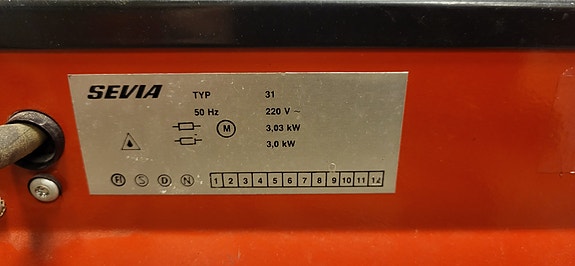 SEVIA TYP 31
50 Hz 220 V ~
M 3,03 kW
3,0 kW
FI S D N 1 2 3 4 5 6 7 8 9 10 11 12